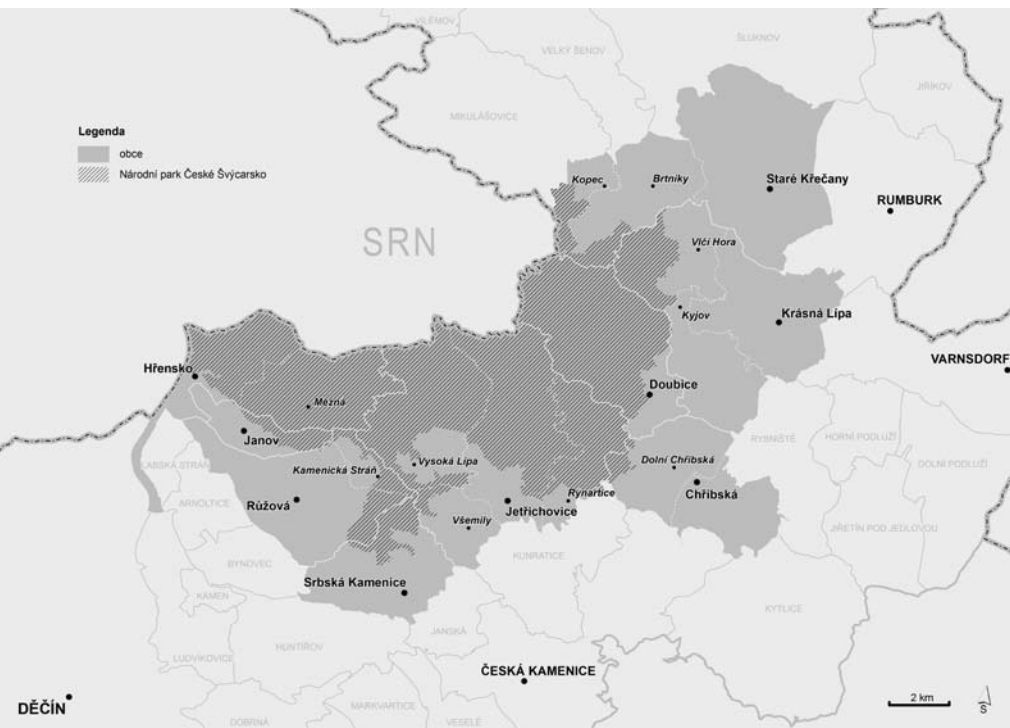 VILÉMOV
VELKÝ ŠENOV
ŠLUKNOV
JIŘÍKOV
MIKULÁŠOVICE
Legenda
obce
Národní park České Švýcarsko
Kopec
Brtníky
Staré Křečany
RUMBURK
SRN
Vlčí Hora
Kyjov
Krásná Lípa
VARNSDORF
Hřensko
Mezná
Doubice
Janov
RYBNIŠTĚ
HORNÍ PODLUŽÍ
DOLNÍ PODLUŽÍ
LABSKÁ STRÁŇ
Kamenická Stráň
Vysoká Lípa
Dolní Chřibská
Chřibská
ARNOLTICE
Růžová
Rynartice
Jetřichovice
Všemily
JIŘETÍN POD JEDLOVOU
BYNOVEC
KUNRATICE
Srbská Kamenice
KÁMEN
KYTLICE
JANSKÁ
HUNTÍŘOV
LUDVÍKOVICE
ČESKÁ KAMENICE
DĚČÍN
MARKVARTICE
VESELÉ
DOBRNÁ
2 km
S